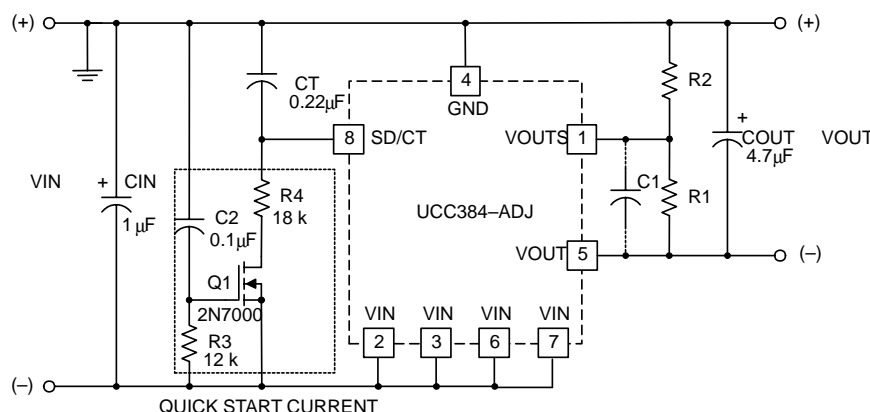 (+)
(+)
CT
0.22µF
4
GND
R2
+
8
SD/CT
VOUTS
1
COUT
4.7µF
VOUT
VIN
+
CIN
1 µF
R4
18 k
C1
R1
C2
0.1µF
UCC384–ADJ
VOUT
5
(–)
Q1
2N7000
VIN
VIN
VIN
VIN
2
3
6
7
R3
12 k
(–)
QUICK START CURRENT